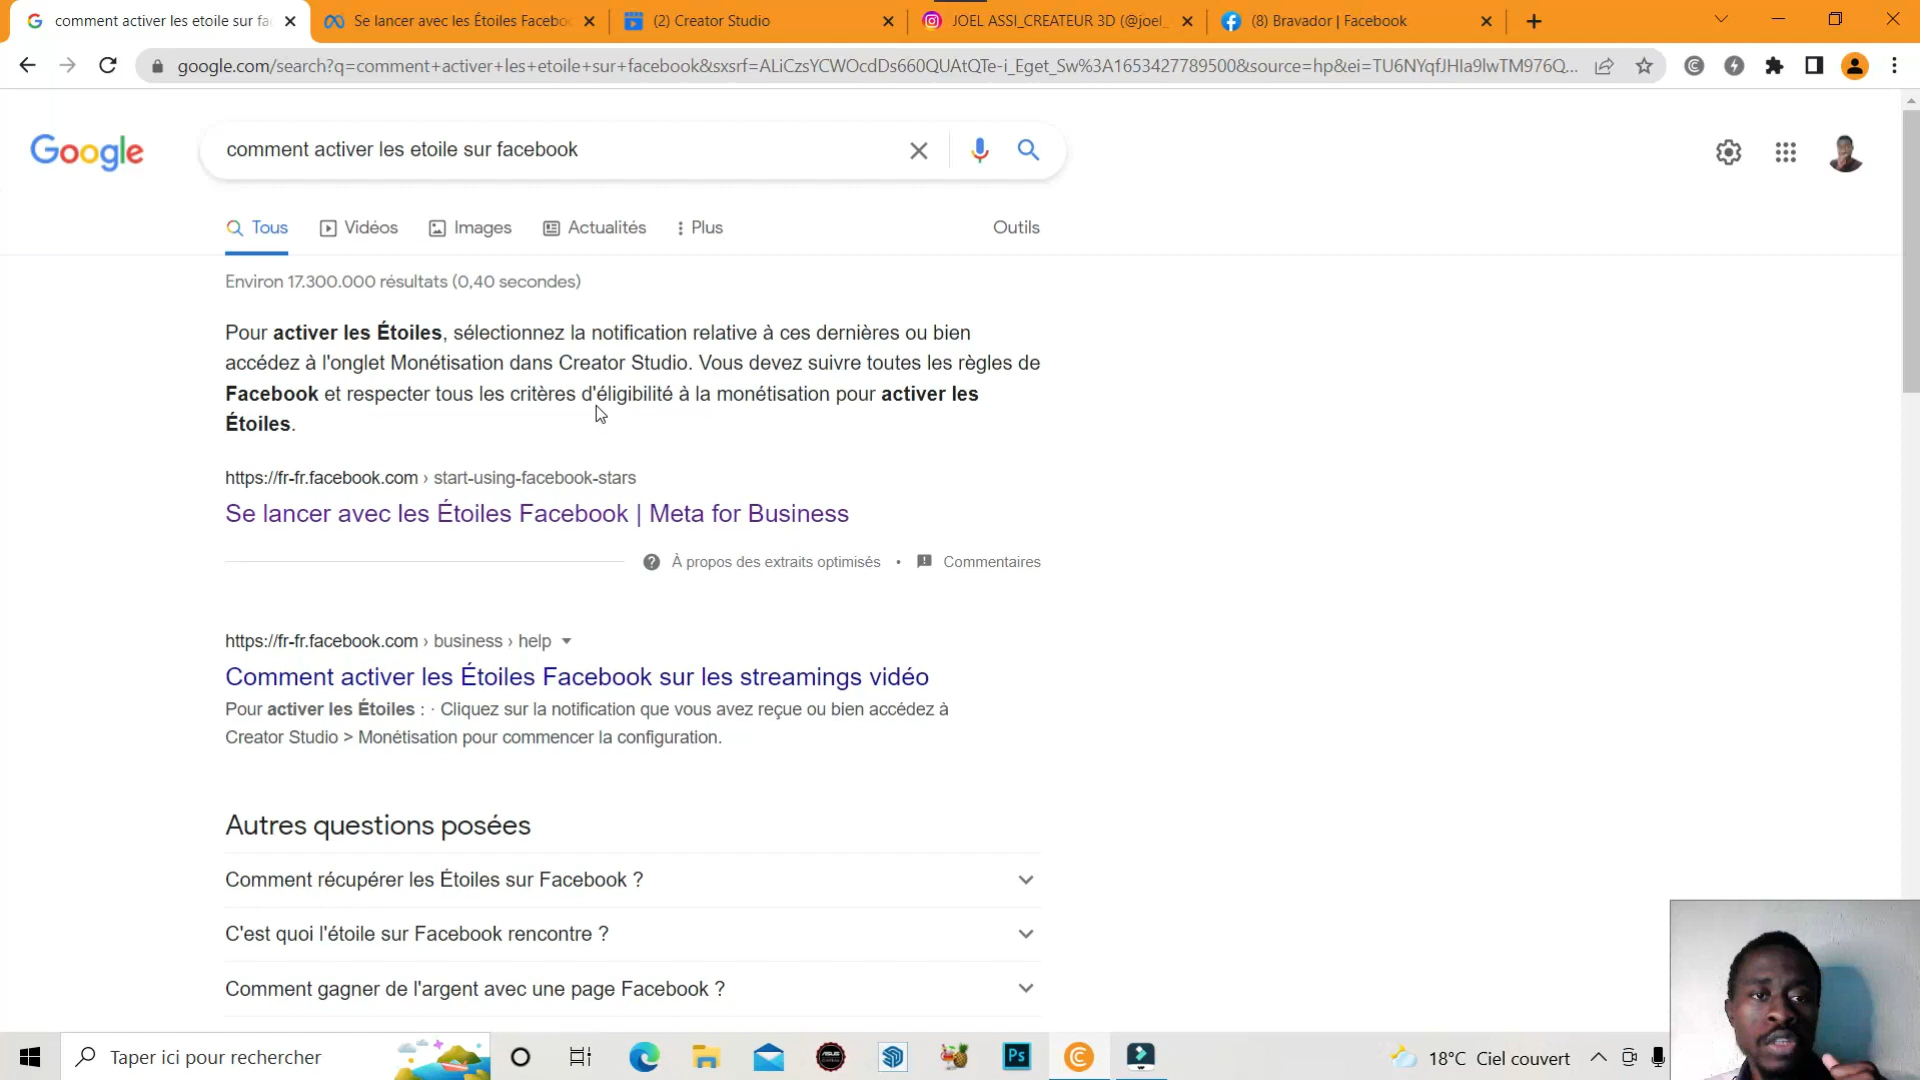 comment activer les etoile sur fa
Se lancer avec les Étoiles Facebo
(2) Creator Studio
JOEL ASSI_CREATEUR 3D (@joel_
(8) Bravador | Facebook
google.com/search?q=comment+activer+les+etoile+sur+facebook&sxsrf=ALiCzsYCWOcdDs660QUAtQTe-i_Eget_Sw%3A1653427789500&source=hp&ei=TU6NYqfJHIa9lwTM976Q...
Google
comment activer les etoile sur facebook
Tous
Vidéos
Images
Actualités
Plus
Outils
Environ 17.300.000 résultats (0,40 secondes)
Pour activer les Étoiles, sélectionnez la notification relative à ces dernières ou bien
accédez à l'onglet Monétisation dans Creator Studio. Vous devez suivre toutes les règles de
Facebook et respecter tous les critères d'éligibilité à la monétisation pour activer les
Étoiles.
https://fr-fr.facebook.com › start-using-facebook-stars
Se lancer avec les Étoiles Facebook | Meta for Business
À propos des extraits optimisés • Commentaires
https://fr-fr.facebook.com › business › help
Comment activer les Étoiles Facebook sur les streamings vidéo
Pour activer les Étoiles : · Cliquez sur la notification que vous avez reçue ou bien accédez à
Creator Studio > Monétisation pour commencer la configuration.
Autres questions posées
Comment récupérer les Étoiles sur Facebook ?
C'est quoi l'étoile sur Facebook rencontre ?
Comment gagner de l'argent avec une page Facebook ?
Taper ici pour rechercher
Ps
18°C Ciel couvert